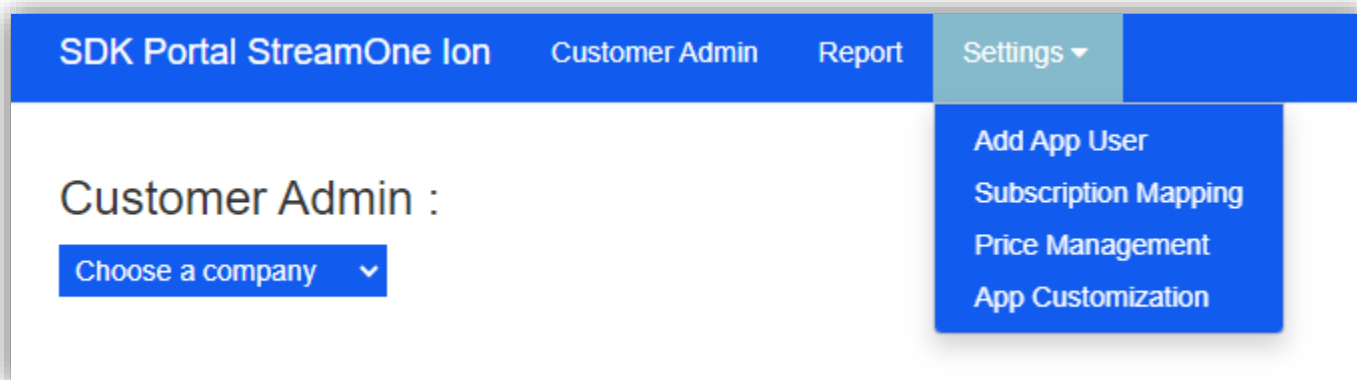 SDK Portal StreamOne Ion Customer Admin Report Settings
Add App User
Subscription Mapping
Price Management
App Customization
Customer Admin :
Choose a company